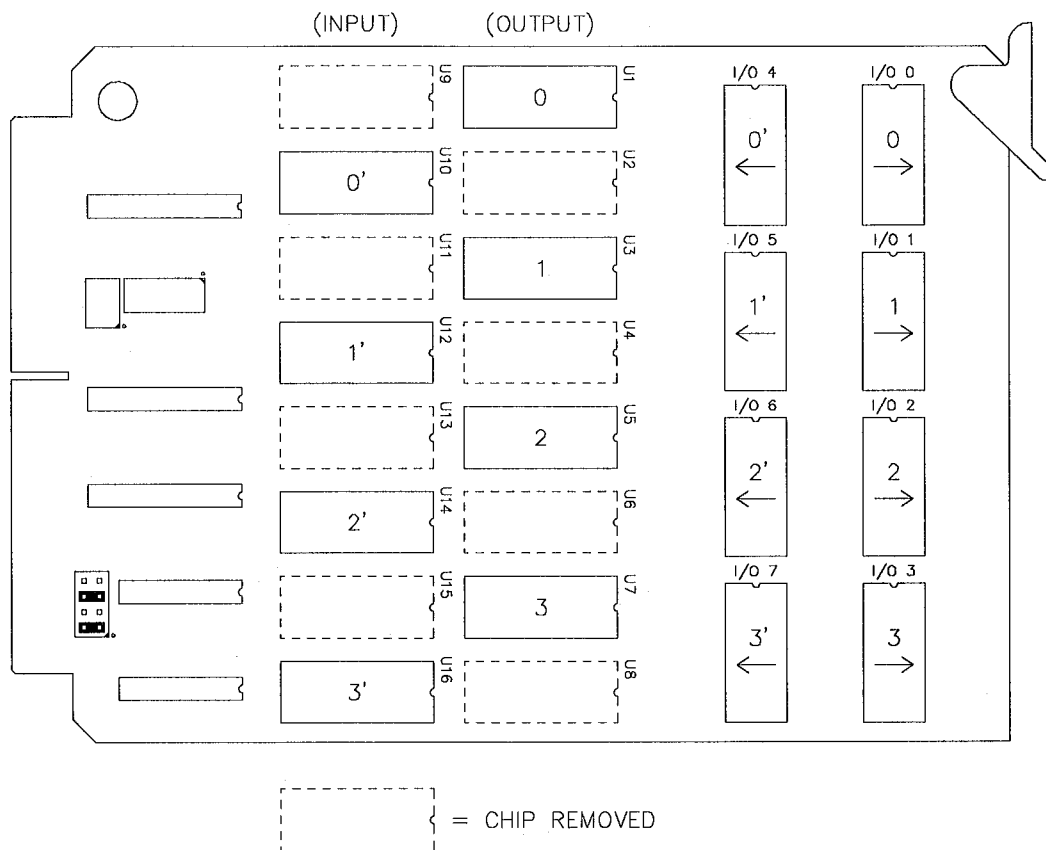 (INPUT) (OUTPUT)
U9
U1
0
I/O 4
I/O 0
0'
0
U10
0'
U2
U11
U3
1
I/O 5
I/O 1
1'
1
U12
1'
U4
U13
U5
2
I/O 6
I/O 2
2'
2
U14
2'
U6
U15
U7
3
I/O 7
I/O 3
3'
3
U16
3'
U8
= CHIP REMOVED